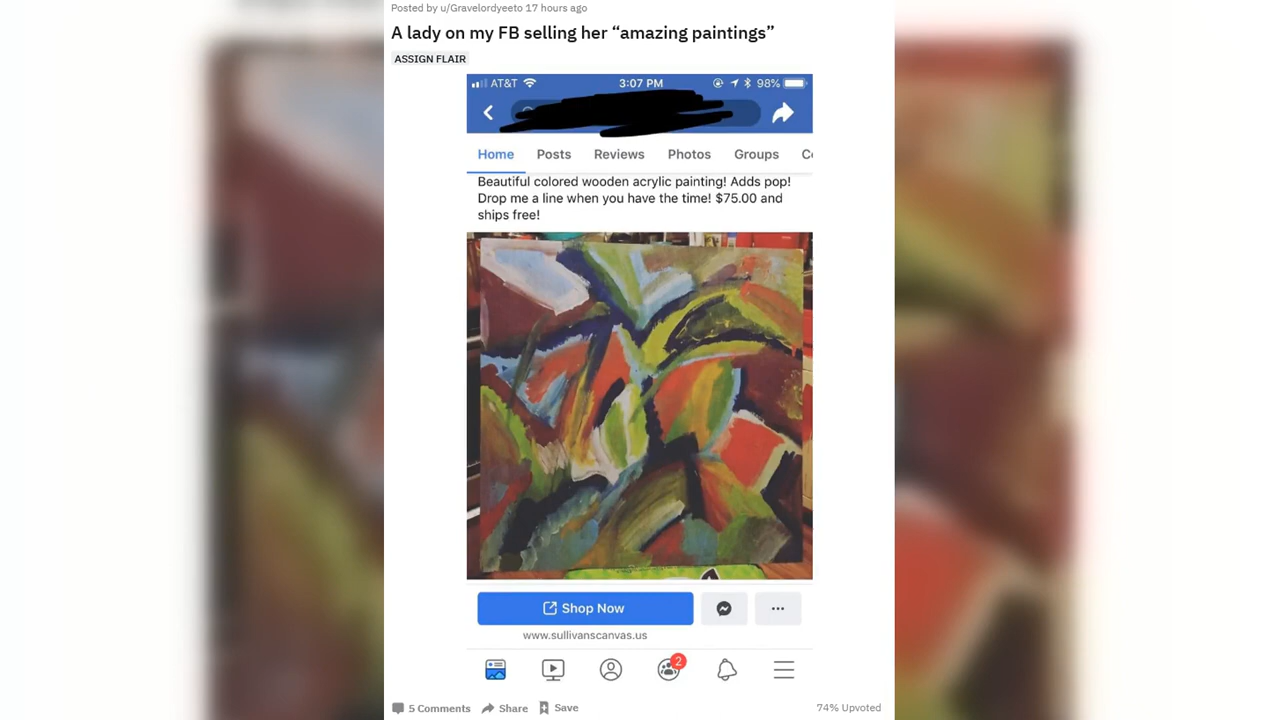 Posted by u/Gravelordyeeto 17 hours ago
A lady on my FB selling her “amazing paintings”
ASSIGN FLAIR
AT&T 3:07 PM 98%
Home Posts Reviews Photos Groups
Beautiful colored wooden acrylic painting! Adds pop!
Drop me a line when you have the time! $75.00 and
ships free!
Shop Now
www.sullivanscanvas.us
2
5 Comments Share Save 74% Upvoted